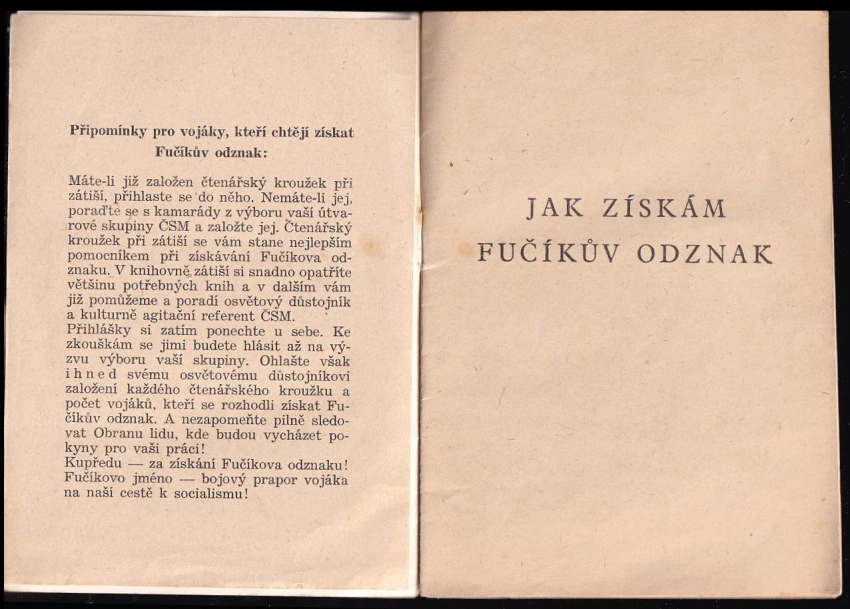 Připomínky pro vojáky, kteří chtějí získat
Fučíkův odznak:
Máte-li již založen čtenářský kroužek při
zátiší, přihlaste se do něho. Nemáte-li jej,
poraďte se s kamarády z výboru vaší útva-
rové skupiny ČSM a založte jej. Čtenářský
kroužek při zátiší se vám stane nejlepším
pomocníkem při získávání Fučíkova od-
znaku. V knihovně zátiší si snadno opatříte
většinu potřebných knih a v dalším vám
již pomůžeme a poradí osvětový důstojník
a kulturně agitační referent ČSM.
Přihlášky si zatím ponechte u sebe. Ke
zkouškám se jimi budete hlásit až na vý-
zvu výboru vaší skupiny. Ohlašte však
ihned svému osvětovému důstojníkovi
založení každého čtenářského kroužku a
počet vojáků, kteří se rozhodli získat Fu-
číkův odznak. A nezapomeňte pilně sledo-
vat Obranu lidu, kde budou vycházet po-
kyny pro vaši práci!
Kupředu — za získání Fučíkova odznaku!
Fučíkovo jméno — bojový prapor vojáka
na naší cestě k socialismu!
JAK ZÍSKÁM
FUČÍKŮV ODZNAK